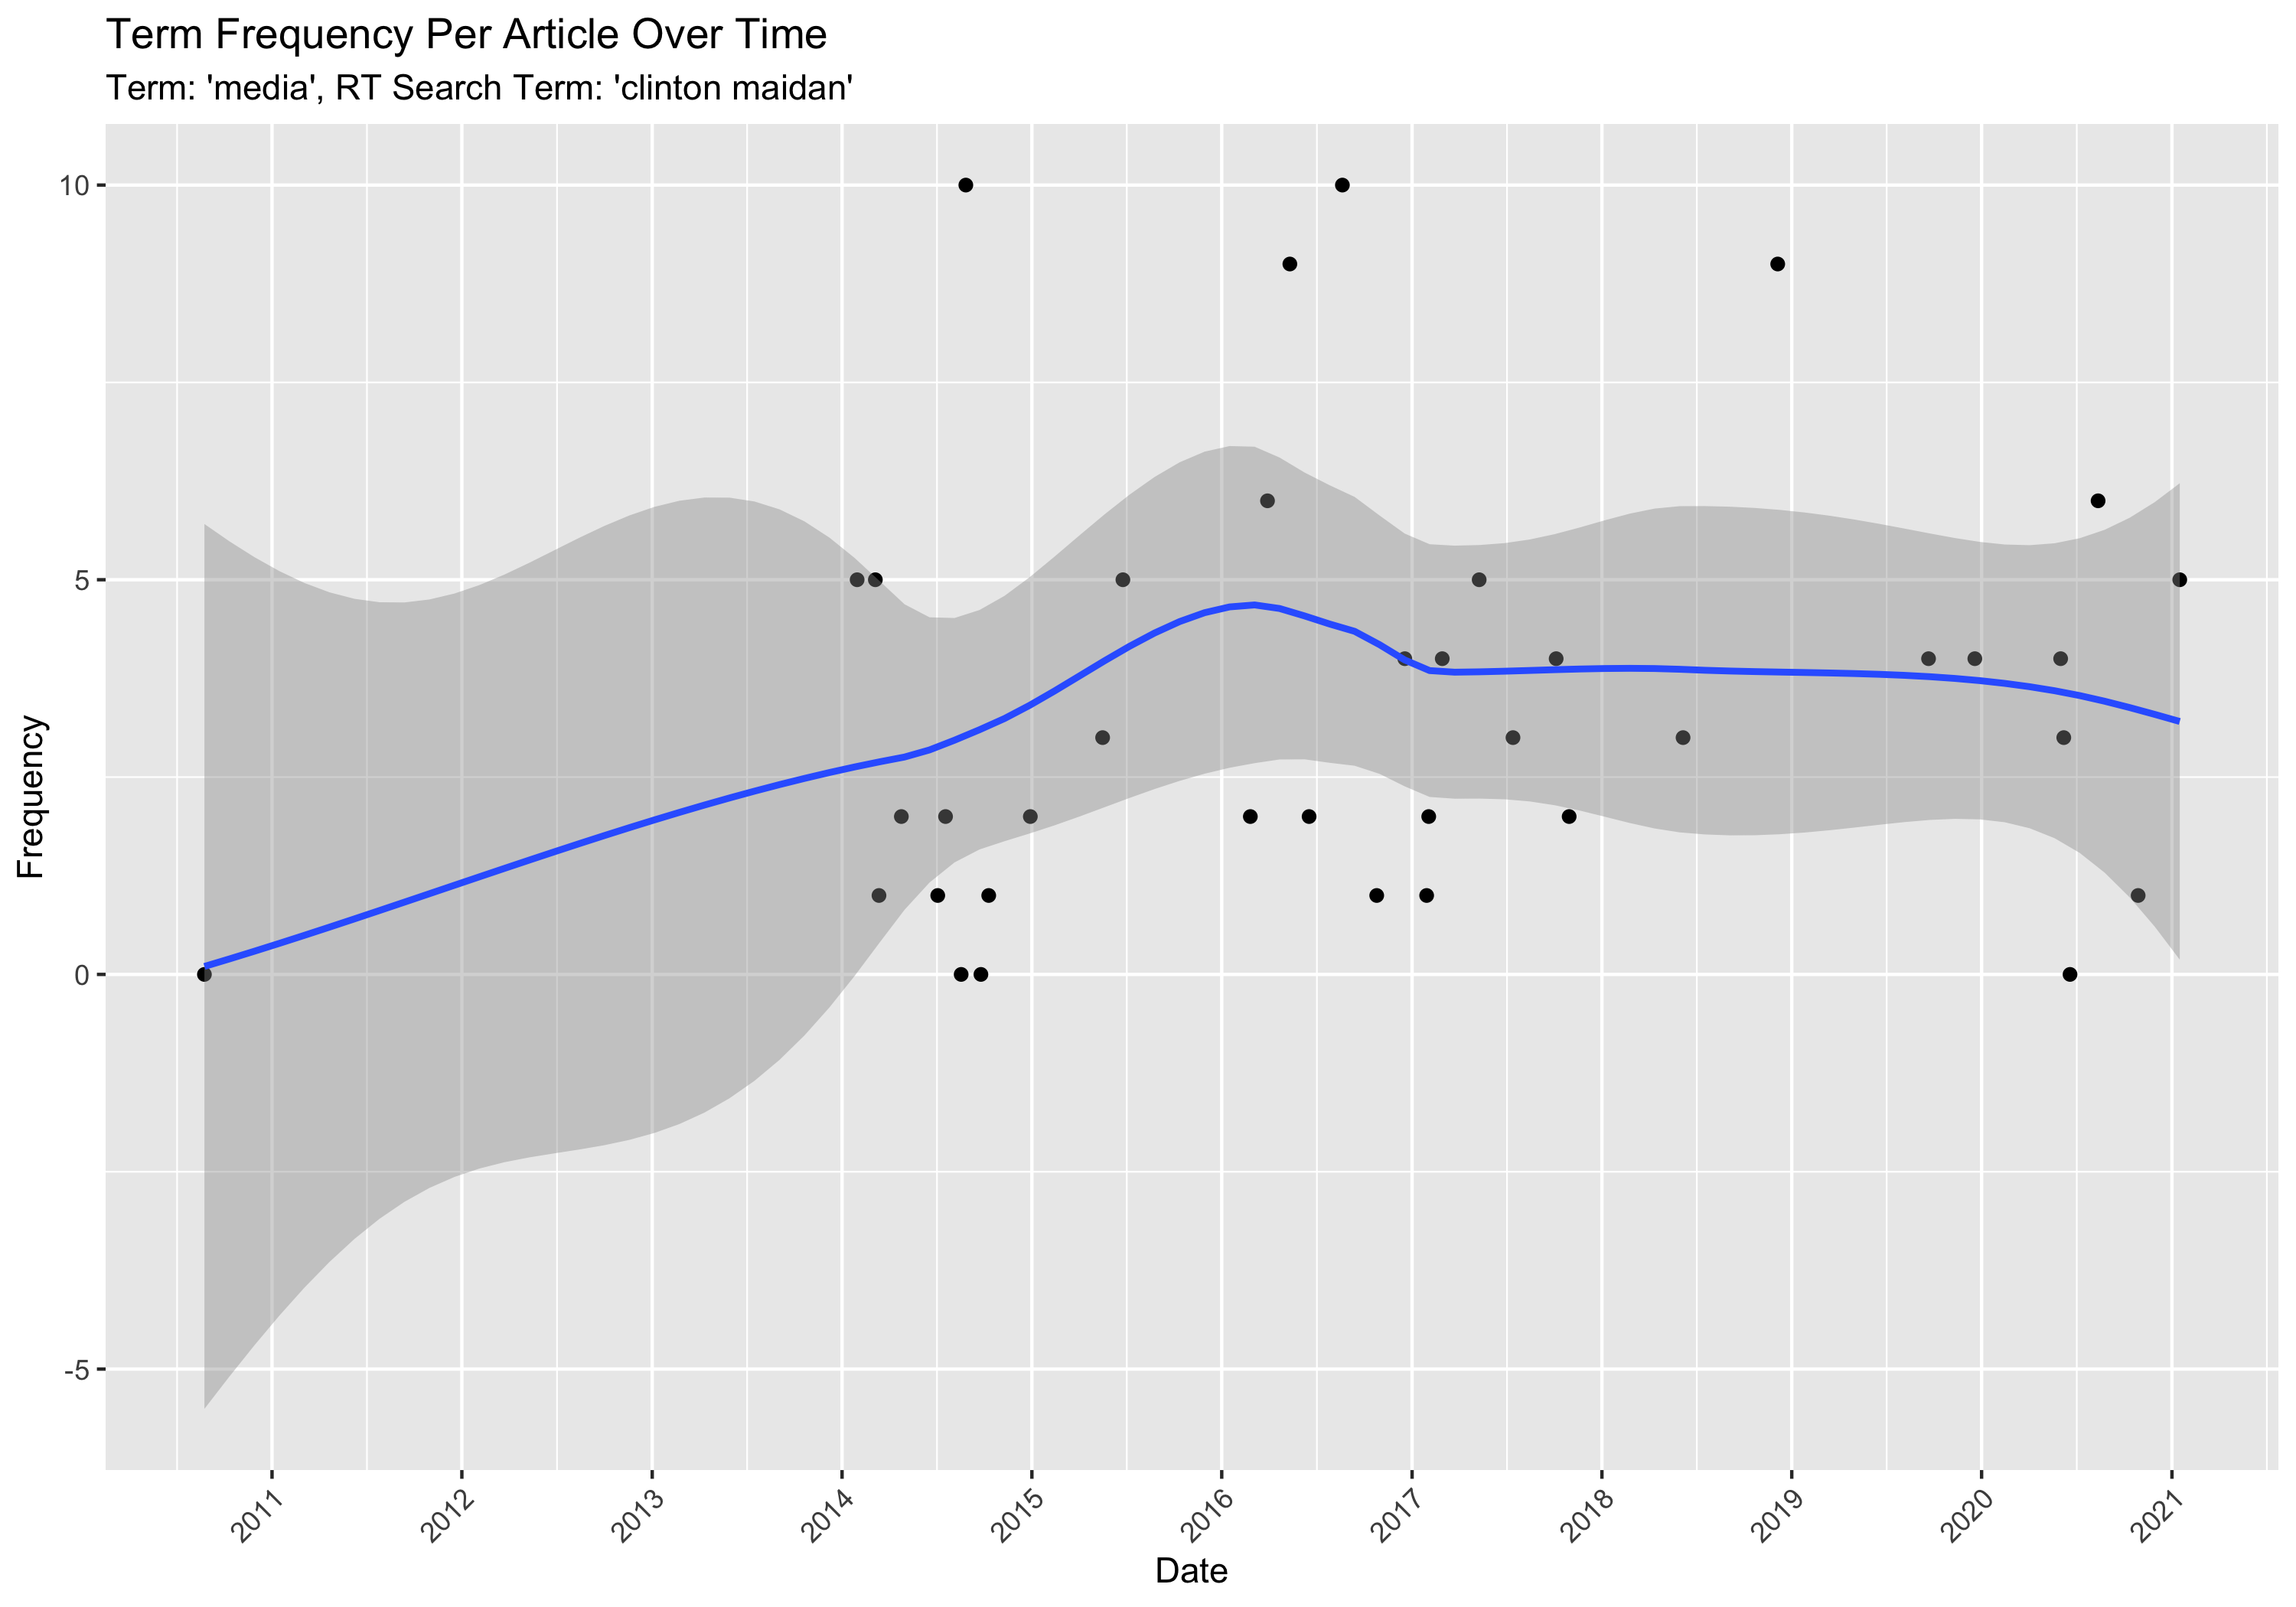 Term Frequency Per Article Over Time
Term: 'media', RT Search Term: 'clinton maidan'
Frequency
10
5
0
-5
2011 2012 2013 2014 2015 2016 2017 2018 2019 2020 2021
Date